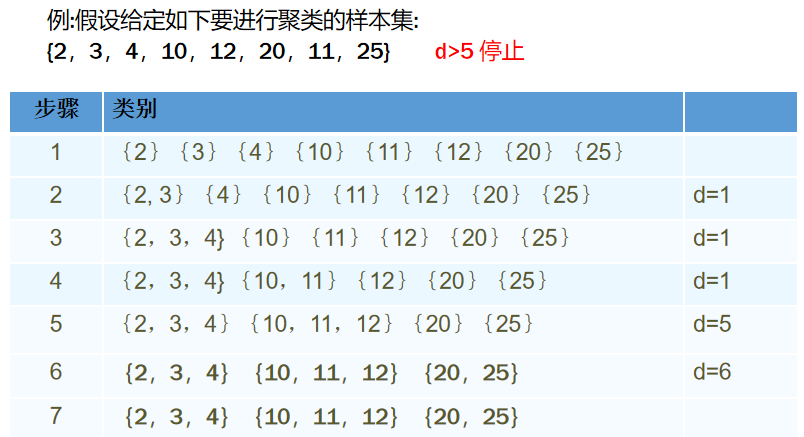 例:假设给定如下要进行聚类的样本集:
{2，3，4，10，12，20，11，25} d>5 停止
步骤 类别
1 {2} {3} {4} {10} {11} {12} {20} {25}
2 {2, 3} {4} {10} {11} {12} {20} {25} d=1
3 {2，3，4} {10} {11} {12} {20} {25} d=1
4 {2，3，4} {10，11} {12} {20} {25} d=1
5 {2，3，4} {10，11，12} {20} {25} d=5
6 {2，3，4} {10，11，12} {20，25} d=6
7 {2，3，4} {10，11，12} {20，25}